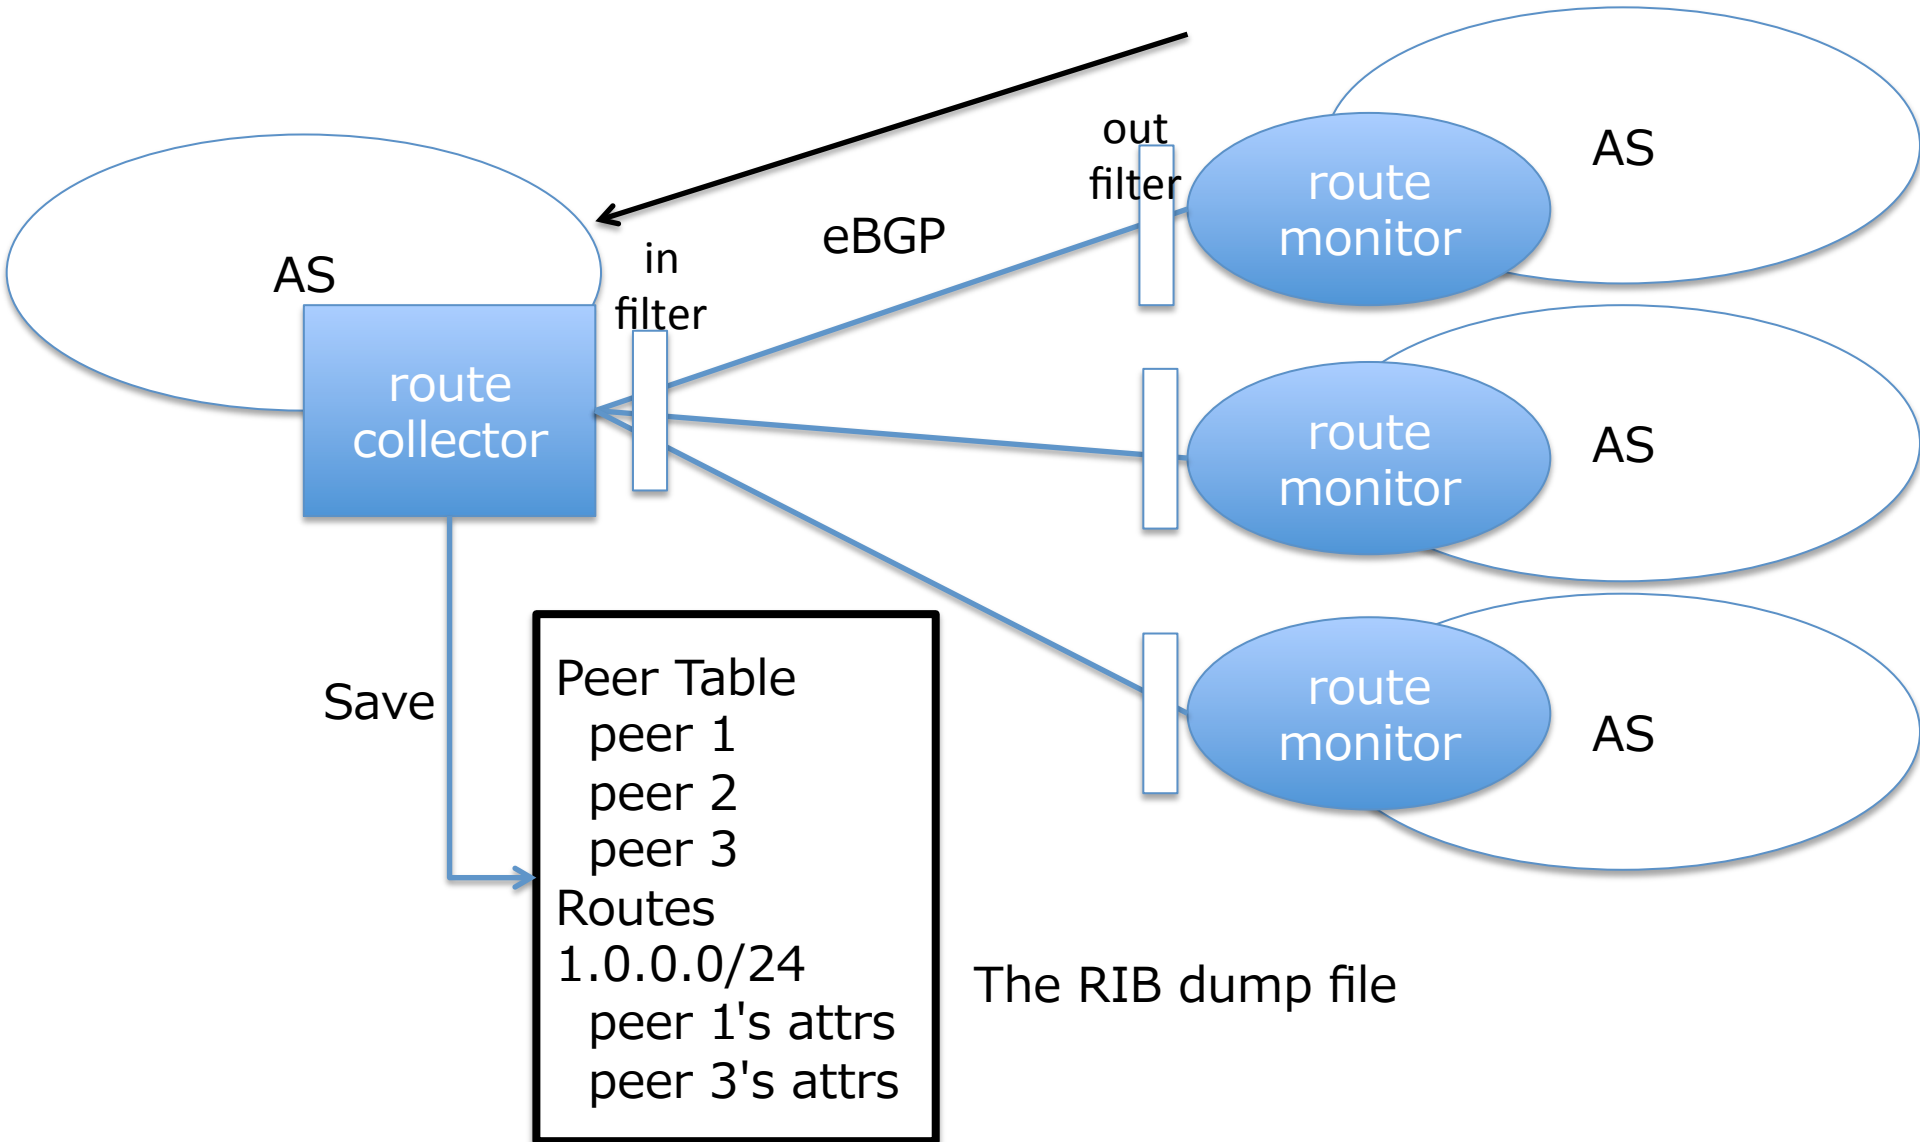 out
filter
route
monitor
AS
eBGP
in
filter
AS
route
collector
route
monitor
AS
route
monitor
AS
Save
Peer Table
peer 1
peer 2
peer 3
Routes
1.0.0.0/24
peer 1's attrs
peer 3's attrs
The RIB dump file